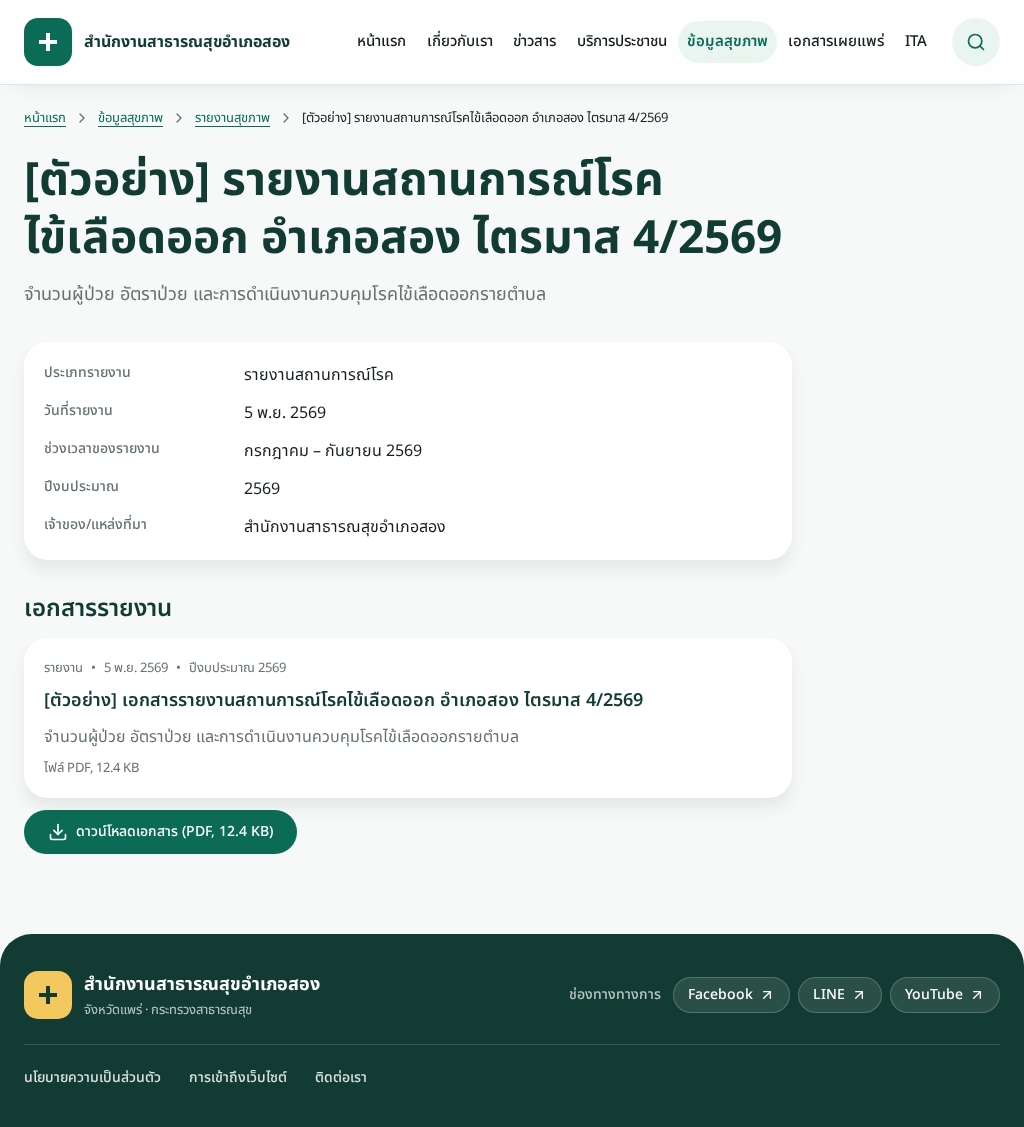 สำนักงานสาธารณสุขอำเภอสอง
หน้าแรก เกี่ยวกับเรา ข่าวสาร บริการประชาชน ข้อมูลสุขภาพ เอกสารเผยแพร่ ITA
หน้าแรก > ข้อมูลสุขภาพ > รายงานสุขภาพ > [ตัวอย่าง] รายงานสถานการณ์โรคไข้เลือดออก อำเภอสอง ไตรมาส 4/2569
[ตัวอย่าง] รายงานสถานการณ์โรค
ไข้เลือดออก อำเภอสอง ไตรมาส 4/2569
จำนวนผู้ป่วย อัตราป่วย และการดำเนินงานควบคุมโรคไข้เลือดออกรายตำบล
ประเภทรายงาน รายงานสถานการณ์โรค
วันที่รายงาน 5 พ.ย. 2569
ช่วงเวลาของรายงาน กรกฎาคม – กันยายน 2569
ปีงบประมาณ 2569
เจ้าของ/แหล่งที่มา สำนักงานสาธารณสุขอำเภอสอง
เอกสารรายงาน
รายงาน • 5 พ.ย. 2569 • ปีงบประมาณ 2569
[ตัวอย่าง] เอกสารรายงานสถานการณ์โรคไข้เลือดออก อำเภอสอง ไตรมาส 4/2569
จำนวนผู้ป่วย อัตราป่วย และการดำเนินงานควบคุมโรคไข้เลือดออกรายตำบล
ไฟล์ PDF, 12.4 KB
ดาวน์โหลดเอกสาร (PDF, 12.4 KB)
สำนักงานสาธารณสุขอำเภอสอง
จังหวัดแพร่ · กระทรวงสาธารณสุข
ช่องทางทางการ Facebook LINE YouTube
นโยบายความเป็นส่วนตัว การเข้าถึงเว็บไซต์ ติดต่อเรา